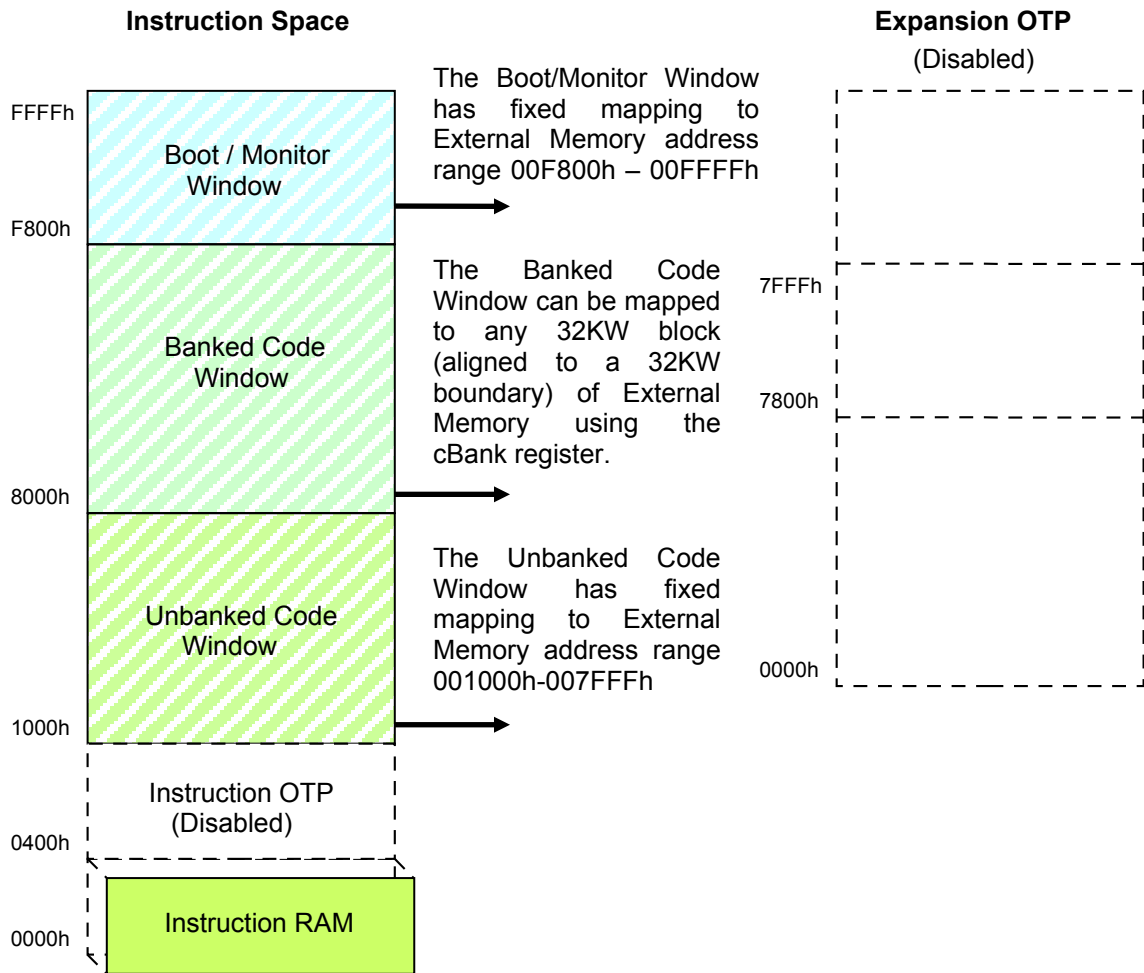 Instruction Space
FFFFh
Boot / Monitor
Window
F800h
Banked Code
Window
8000h
Unbanked Code
Window
1000h
Instruction OTP
(Disabled)
0400h
Instruction RAM
0000h
The Boot/Monitor Window
has fixed mapping to
External Memory address
range 00F800h – 00FFFFh
The Banked Code
Window can be mapped
to any 32KW block
(aligned to a 32KW
boundary) of External
Memory using the
cBank register.
The Unbanked Code
Window has fixed
mapping to External
Memory address range
001000h-007FFFh
Expansion OTP
(Disabled)
7FFFh
7800h
0000h